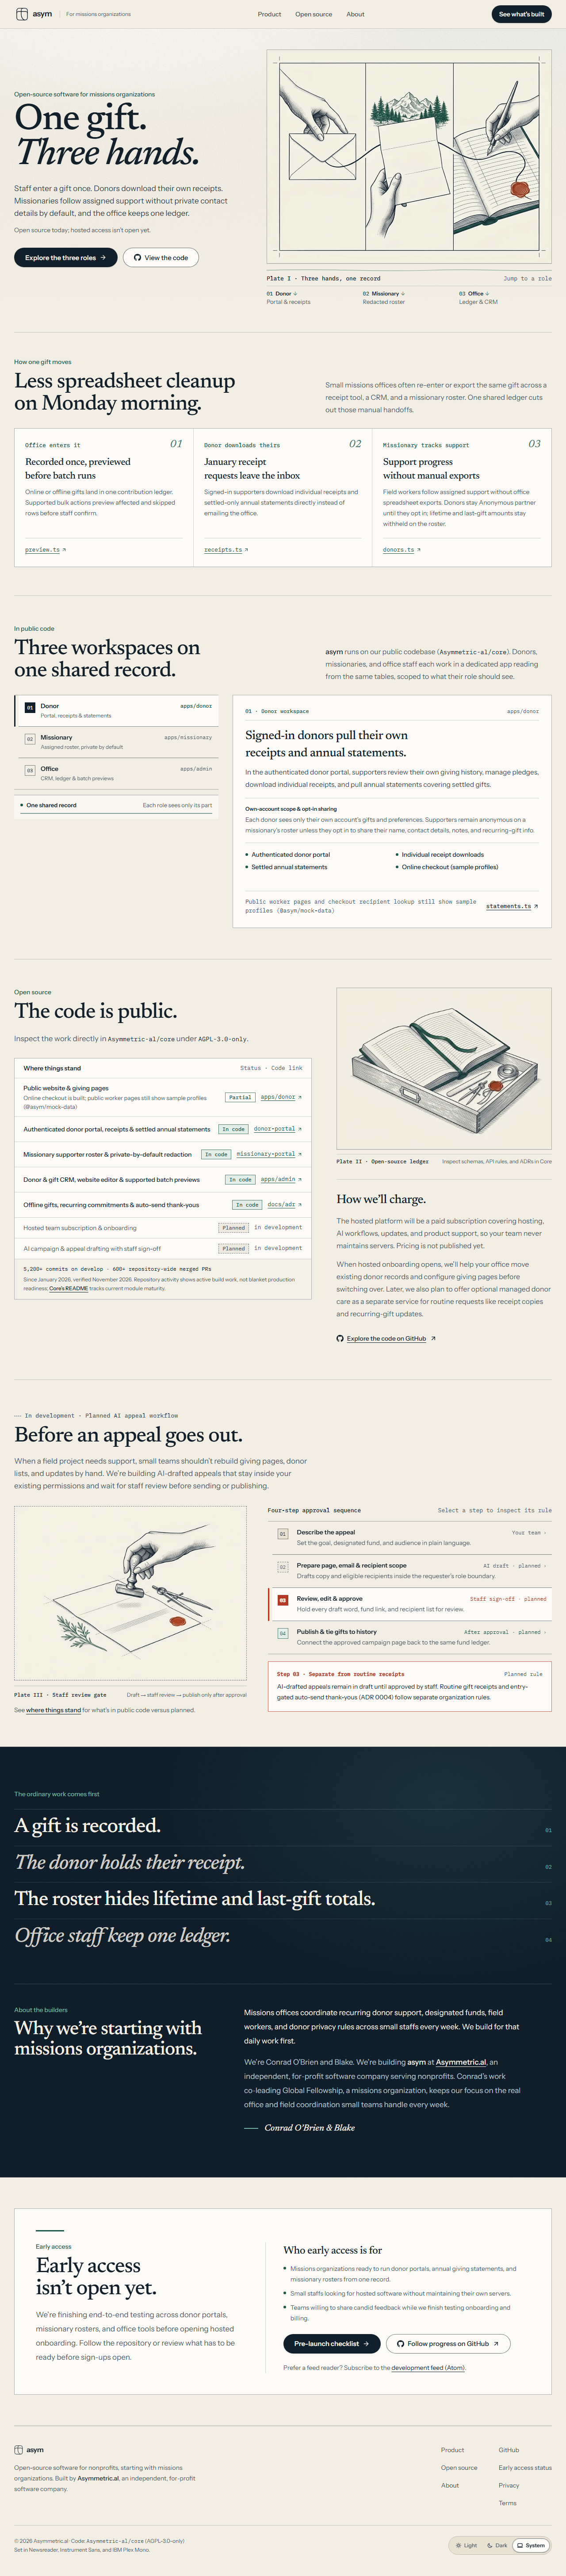 asym
For missions organizations
Product
Open source
About
See what's built
Open-source software for missions organizations
One gift.
Three hands.
Staff enter a gift once. Donors download their own receipts.
Missionaries follow assigned support without private contact
details by default, and the office keeps one ledger.
Open source today; hosted access isn't open yet.
Explore the three roles →
View the code
Plate I · Three hands, one record
Jump to a role
01 Donor ↓
Portal & receipts
02 Missionary ↓
Redacted roster
03 Office ↓
Ledger & CRM
How one gift moves
Less spreadsheet cleanup
on Monday morning.
Small missions offices often re-enter or export the same gift across a
receipt tool, a CRM, and a missionary roster. One shared ledger cuts
out those manual handoffs.
Office enters it
01
Recorded once, previewed
before batch runs
Online or offline gifts land in one contribution ledger.
Supported bulk actions preview affected and skipped
rows before staff confirm.
preview.ts ↗
Donor downloads theirs
02
January receipt
requests leave the inbox
Signed-in supporters download individual receipts and
settled-only annual statements directly instead of
emailing the office.
receipts.ts ↗
Missionary tracks support
03
Support progress
without manual exports
Field workers follow assigned support without office
spreadsheet exports. Donors stay Anonymous partner
until they opt in; lifetime and last-gift amounts stay
withheld on the roster.
donors.ts ↗
In public code
Three workspaces on
one shared record.
asym runs on our public codebase (Asymmetric-al/core). Donors,
missionaries, and office staff each work in a dedicated app reading
from the same tables, scoped to what their role should see.
01
Donor
apps/donor
Portal, receipts & statements
02
Missionary
apps/missionary
Assigned roster, private by default
03
Office
apps/admin
CRM, ledger & batch previews
One shared record
Each role sees only its part
01 · Donor workspace
apps/donor
Signed-in donors pull their own
receipts and annual statements.
In the authenticated donor portal, supporters review their own giving history, manage pledges,
download individual receipts, and pull annual statements covering settled gifts.
Own-account scope & opt-in sharing
Each donor sees only their own account's gifts and preferences. Supporters remain anonymous on a
missionary's roster unless they opt in to share their name, contact details, notes, and recurring-gift info.
Authenticated donor portal
Individual receipt downloads
Settled annual statements
Online checkout (sample profiles)
Public worker pages and checkout recipient lookup still show sample
profiles (@asym/mock-data)
statements.ts ↗
Open source
The code is public.
Inspect the work directly in Asymmetric-al/core under AGPL-3.0-only.
Where things stand
Status · Code link
Public website & giving pages
Online checkout is built; public worker pages still show sample profiles
(@asym/mock-data)
Partial
apps/donor ↗
Authenticated donor portal, receipts & settled annual statements
In code
donor-portal ↗
Missionary supporter roster & private-by-default redaction
In code
missionary-portal ↗
Donor & gift CRM, website editor & supported batch previews
In code
apps/admin ↗
Offline gifts, recurring commitments & auto-send thank-yous
In code
docs/adr ↗
Hosted team subscription & onboarding
Planned
in development
AI campaign & appeal drafting with staff sign-off
Planned
in development
5,200+ commits on develop · 600+ repository-wide merged PRs
Since January 2026, verified November 2026. Repository activity shows active build work, not blanket production
readiness; Core's README tracks current module maturity.
Plate II · Open-source ledger
Inspect schemas, API rules, and ADRs in Core
How we'll charge.
The hosted platform will be a paid subscription covering hosting,
AI workflows, updates, and product support, so your team never
maintains servers. Pricing is not published yet.
When hosted onboarding opens, we'll help your office move
existing donor records and configure giving pages before
switching over. Later, we also plan to offer optional managed donor
care as a separate service for routine requests like receipt copies
and recurring-gift updates.
Explore the code on GitHub ↗
In development · Planned AI appeal workflow
Before an appeal goes out.
When a field project needs support, small teams shouldn't rebuild giving pages, donor
lists, and updates by hand. We're building AI-drafted appeals that stay inside your
existing permissions and wait for staff review before sending or publishing.
Plate III · Staff review gate
Draft → staff review → publish only after approval
See where things stand for what's in public code versus planned.
Four-step approval sequence
Select a step to inspect its rule
01
Describe the appeal
Your team ›
Set the goal, designated fund, and audience in plain language.
02
Prepare page, email & recipient scope
AI draft · planned ›
Drafts copy and eligible recipients inside the requester's role boundary.
03
Review, edit & approve
Staff sign-off · planned
Hold every draft word, fund link, and recipient list for review.
04
Publish & tie gifts to history
After approval · planned ›
Connect the approved campaign page back to the same fund ledger.
Step 03 · Separate from routine receipts
Planned rule
AI-drafted appeals remain in draft until approved by staff. Routine gift receipts and entry-
gated auto-send thank-yous (ADR 0004) follow separate organization rules.
The ordinary work comes first
A gift is recorded.
01
The donor holds their receipt.
02
The roster hides lifetime and last-gift totals.
03
Office staff keep one ledger.
04
About the builders
Why we're starting with
missions organizations.
Missions offices coordinate recurring donor support, designated funds, field
workers, and donor privacy rules across small staffs every week. We build for that
daily work first.
We're Conrad O'Brien and Blake. We're building asym at Asymmetric.al, an
independent, for-profit software company serving nonprofits. Conrad's work
co-leading Global Fellowship, a missions organization, keeps our focus on the real
office and field coordination small teams handle every week.
Conrad O'Brien & Blake
Early access
Early access
isn't open yet.
We're finishing end-to-end testing across donor portals,
missionary rosters, and office tools before opening hosted
onboarding. Follow the repository or review what has to be
ready before sign-ups open.
Who early access is for
Missions organizations ready to run donor portals, annual giving statements, and
missionary rosters from one record.
Small staffs looking for hosted software without maintaining their own servers.
Teams willing to share candid feedback while we finish testing onboarding and
billing.
Pre-launch checklist →
Follow progress on GitHub ↗
Prefer a feed reader? Subscribe to the development feed (Atom).
asym
Open-source software for nonprofits, starting with missions
organizations. Built by Asymmetric.al, an independent, for-profit
software company.
Product
Open source
About
GitHub
Early access status
Privacy
Terms
© 2026 Asymmetric.al · Code: Asymmetric-al/core (AGPL-3.0-only)
Set in Newsreader, Instrument Sans, and IBM Plex Mono.
Light
Dark
System